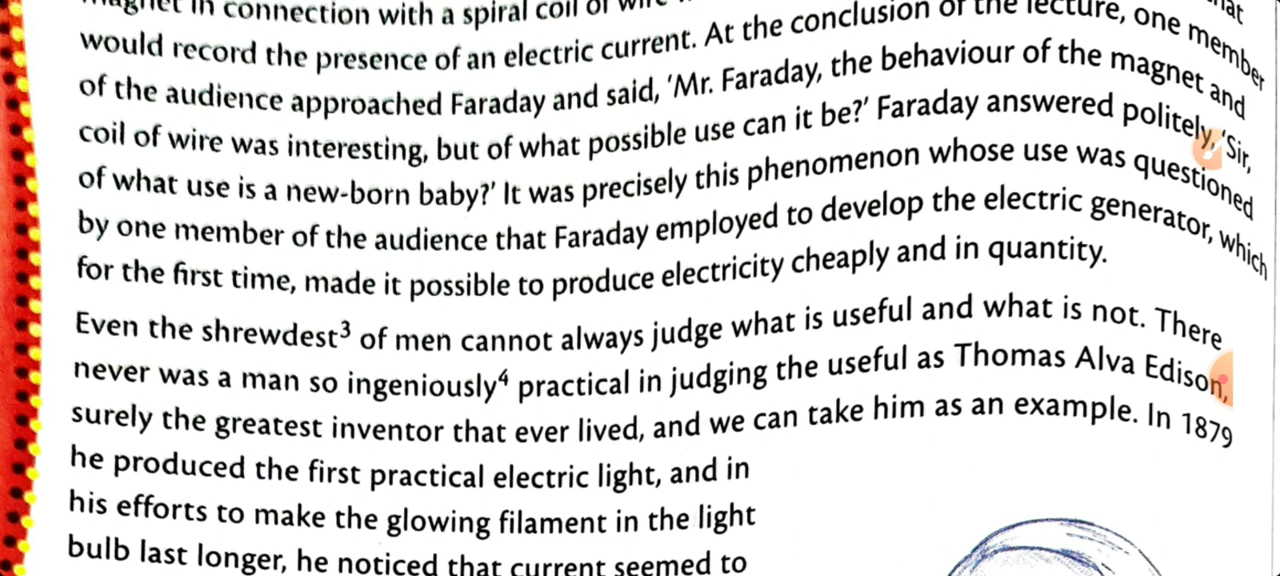 magnet in connection with a spiral coil of wire
would record the presence of an electric current. At the conclusion of the lecture, one member
of the audience approached Faraday and said, ‘Mr. Faraday, the behaviour of the magnet and
coil of wire was interesting, but of what possible use can it be?’ Faraday answered politely, ‘Sir,
of what use is a new-born baby?’ It was precisely this phenomenon whose use was questioned
by one member of the audience that Faraday employed to develop the electric generator, which
for the first time, made it possible to produce electricity cheaply and in quantity.
Even the shrewdest³ of men cannot always judge what is useful and what is not. There
never was a man so ingeniously⁴ practical in judging the useful as Thomas Alva Edison,
surely the greatest inventor that ever lived, and we can take him as an example. In 1879
he produced the first practical electric light, and in
his efforts to make the glowing filament in the light
bulb last longer, he noticed that current seemed to